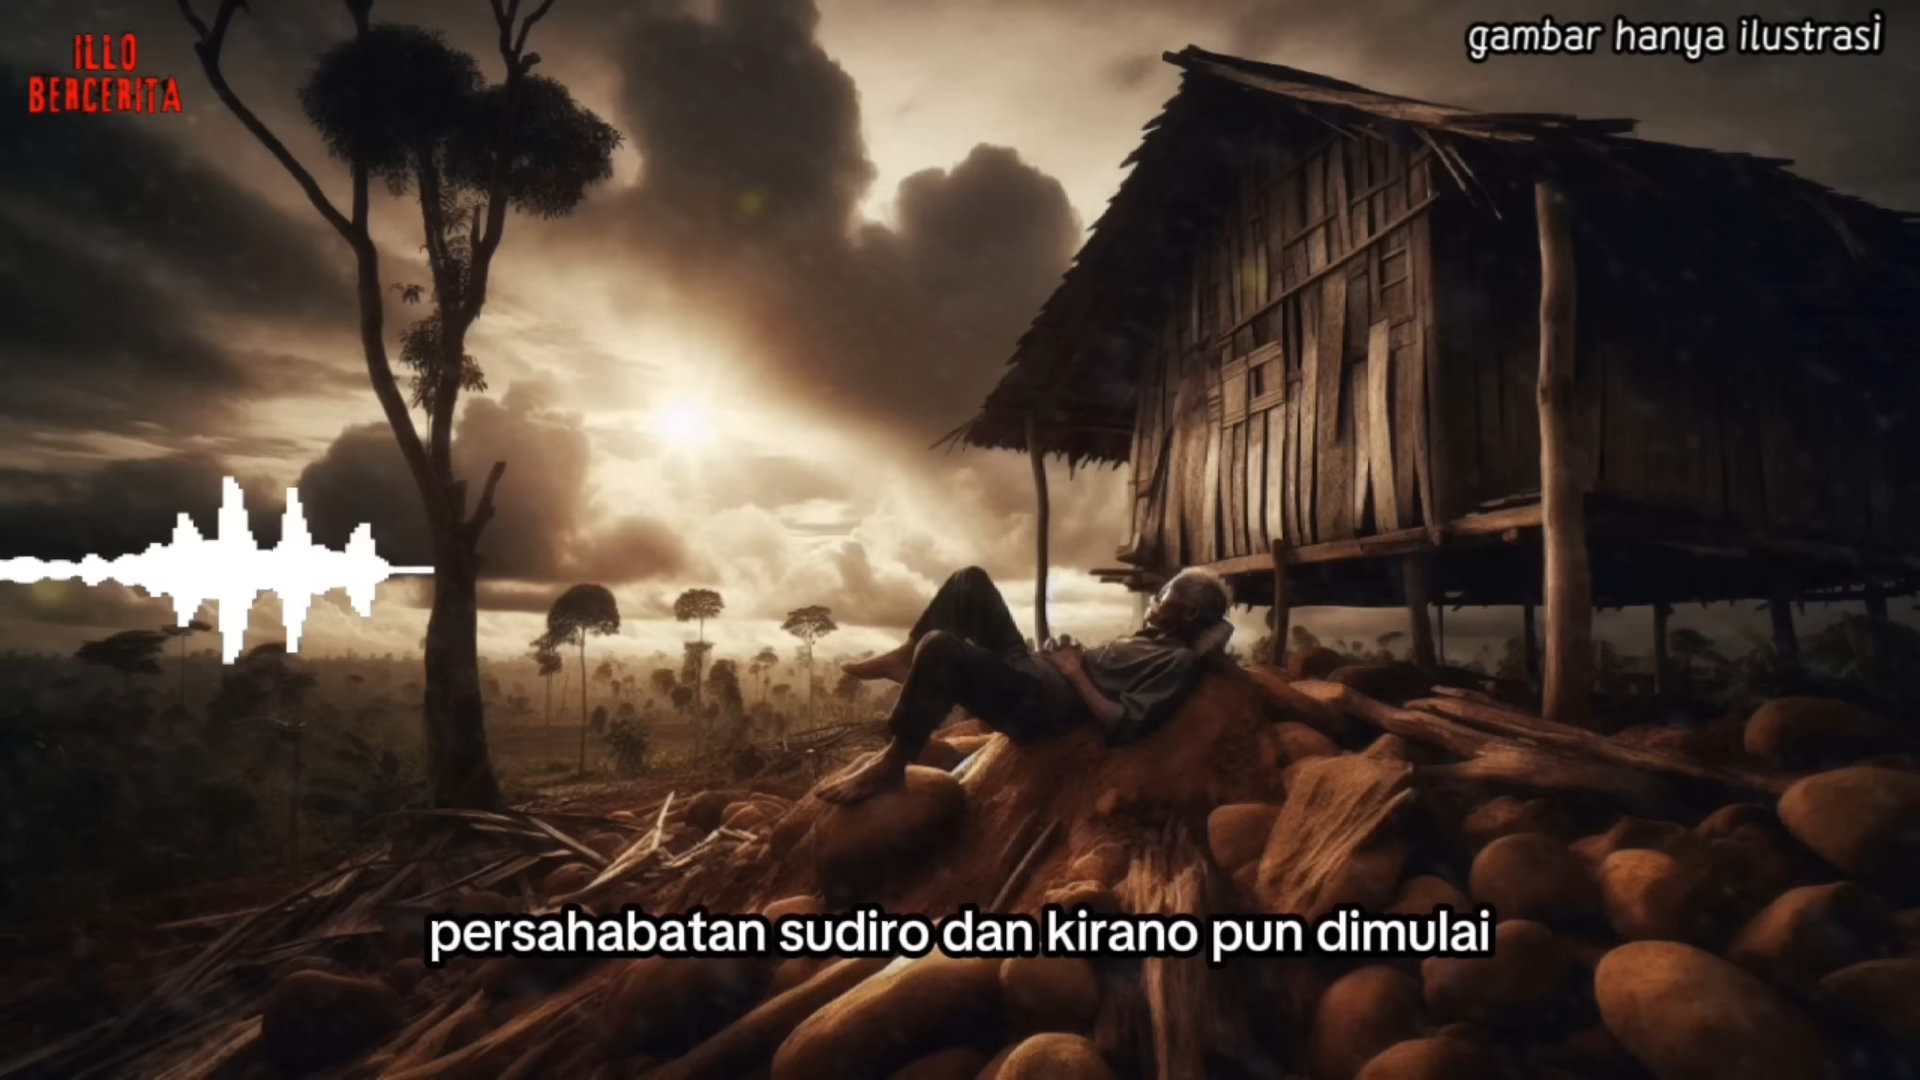 ILLO
BERCERITA
gambar hanya ilustrasi
persahabatan sudiro dan kirano pun dimulai